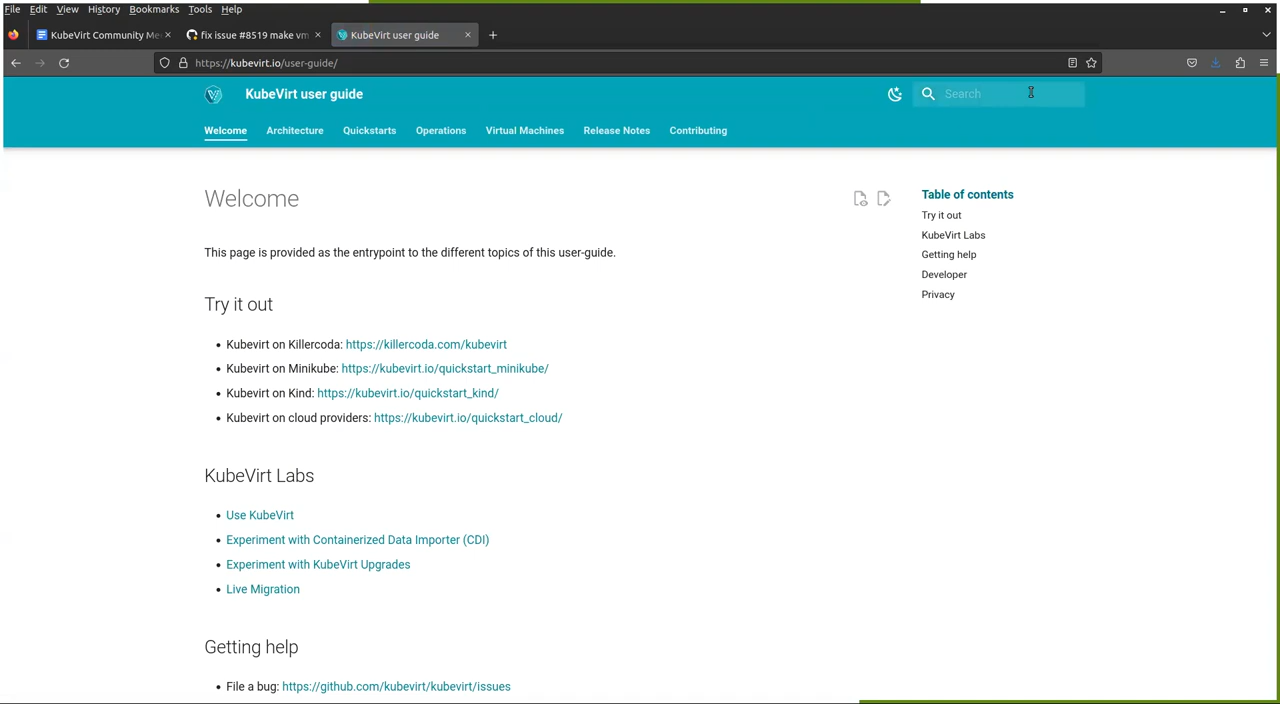 File Edit View History Bookmarks Tools Help
KubeVirt Community Me
fix issue #8519 make vm
KubeVirt user guide
https://kubevirt.io/user-guide/
KubeVirt user guide
Search
Welcome Architecture Quickstarts Operations Virtual Machines Release Notes Contributing
Welcome
This page is provided as the entrypoint to the different topics of this user-guide.
Try it out
Kubevirt on Killercoda: https://killercoda.com/kubevirt
Kubevirt on Minikube: https://kubevirt.io/quickstart_minikube/
Kubevirt on Kind: https://kubevirt.io/quickstart_kind/
Kubevirt on cloud providers: https://kubevirt.io/quickstart_cloud/
KubeVirt Labs
Use KubeVirt
Experiment with Containerized Data Importer (CDI)
Experiment with KubeVirt Upgrades
Live Migration
Getting help
File a bug: https://github.com/kubevirt/kubevirt/issues
Table of contents
Try it out
KubeVirt Labs
Getting help
Developer
Privacy